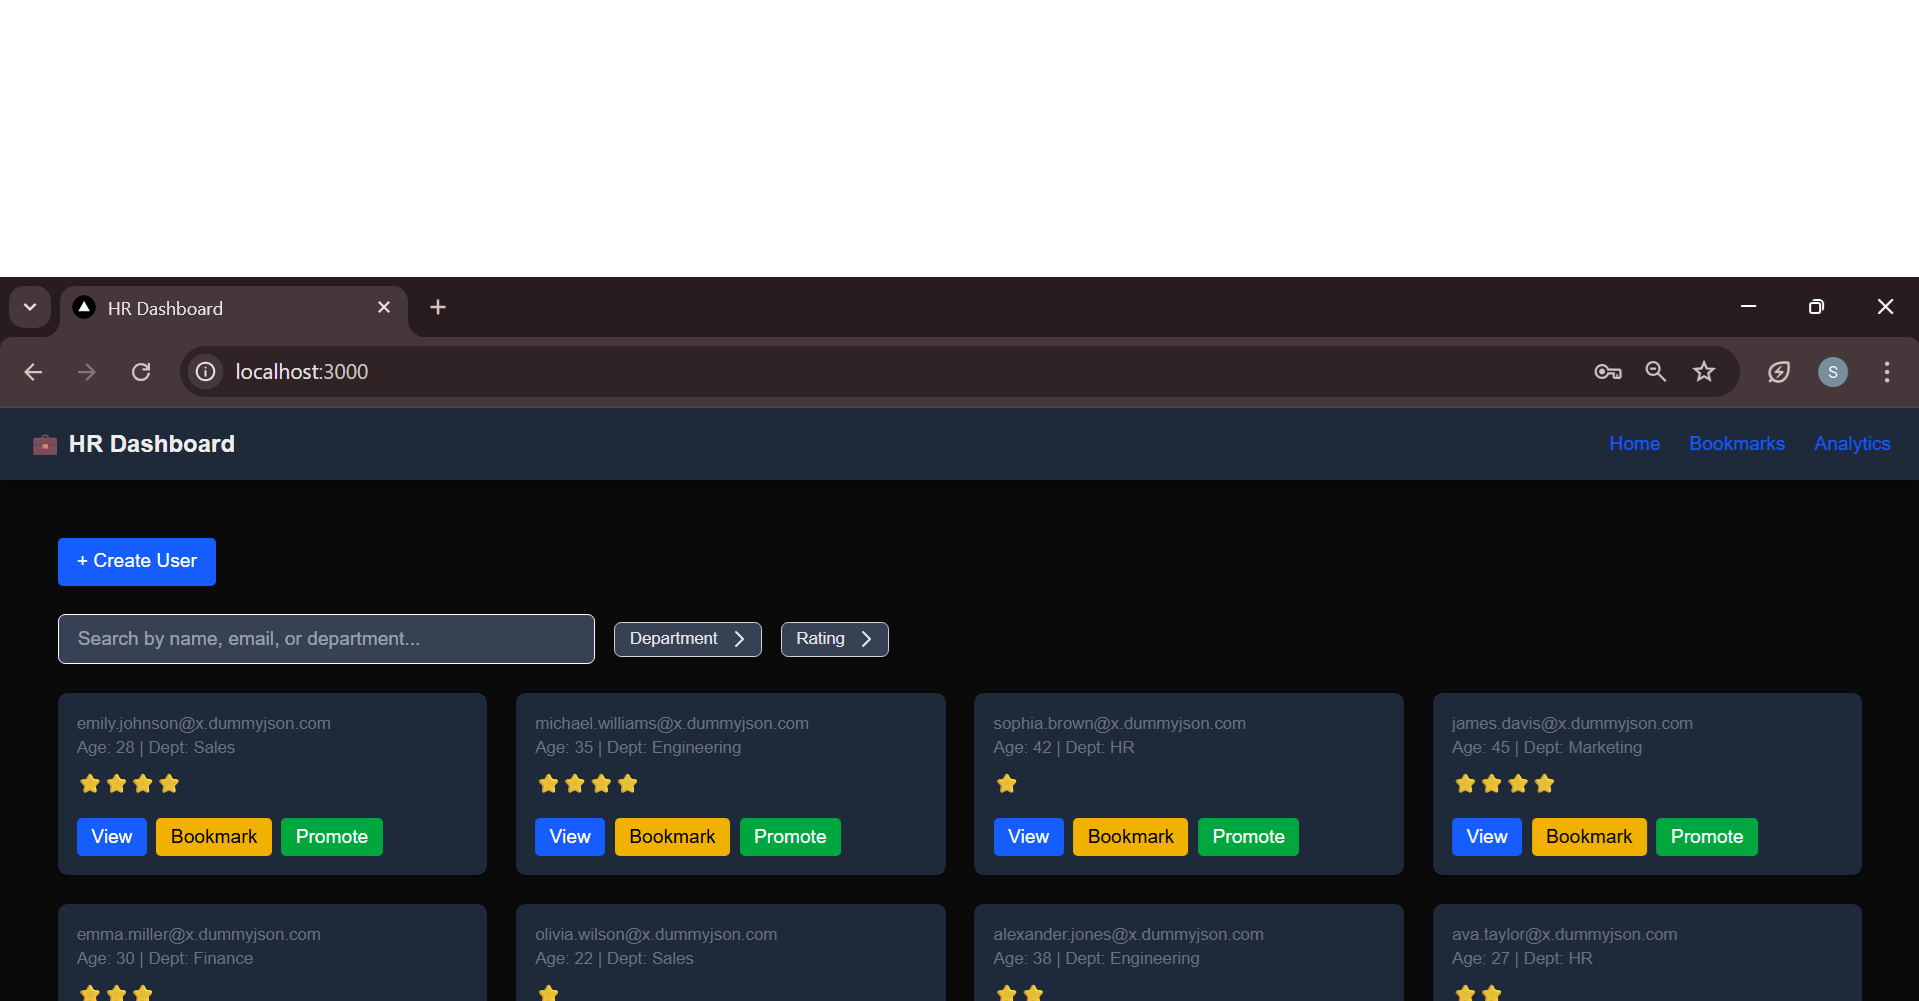 HR Dashboard
localhost:3000
S
HR Dashboard
Home Bookmarks Analytics
+ Create User
Search by name, email, or department...
Department
Rating
emily.johnson@x.dummyjson.com
Age: 28 | Dept: Sales
View Bookmark Promote
michael.williams@x.dummyjson.com
Age: 35 | Dept: Engineering
View Bookmark Promote
sophia.brown@x.dummyjson.com
Age: 42 | Dept: HR
View Bookmark Promote
james.davis@x.dummyjson.com
Age: 45 | Dept: Marketing
View Bookmark Promote
emma.miller@x.dummyjson.com
Age: 30 | Dept: Finance
olivia.wilson@x.dummyjson.com
Age: 22 | Dept: Sales
alexander.jones@x.dummyjson.com
Age: 38 | Dept: Engineering
ava.taylor@x.dummyjson.com
Age: 27 | Dept: HR